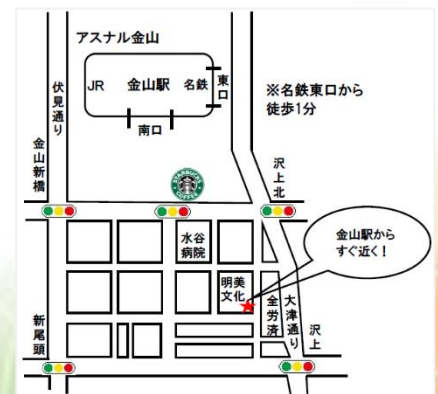 アスナル金山
伏見通り
JR 金山駅 名鉄
東口
南口
※名鉄東口から
徒歩1分
金山新橋
沢上北
STARBUCKS COFFEE
水谷
病院
金山駅から
すぐ近く!
明美
文化
全労済
大津通り
沢上
新尾頭